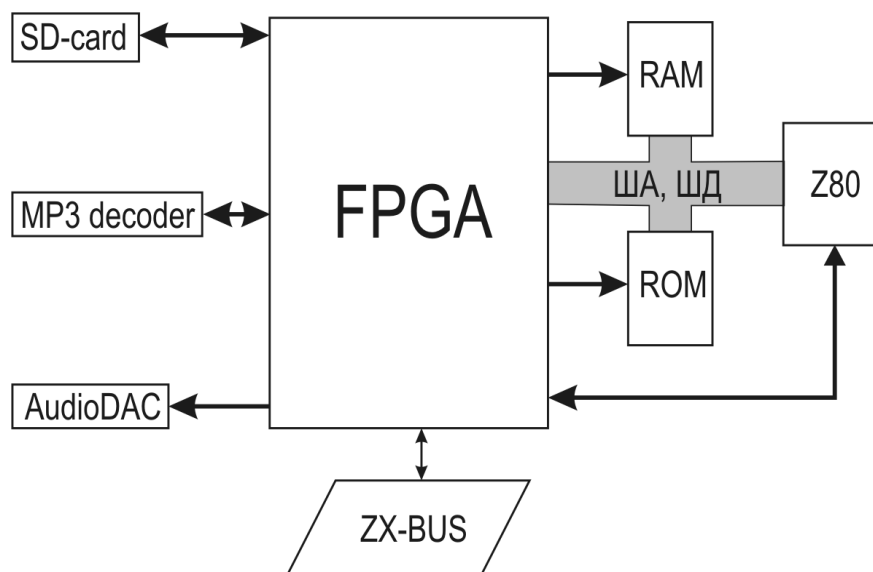 SD-card
RAM
FPGA
ША, ШД
Z80
MP3 decoder
ROM
AudioDAC
ZX-BUS